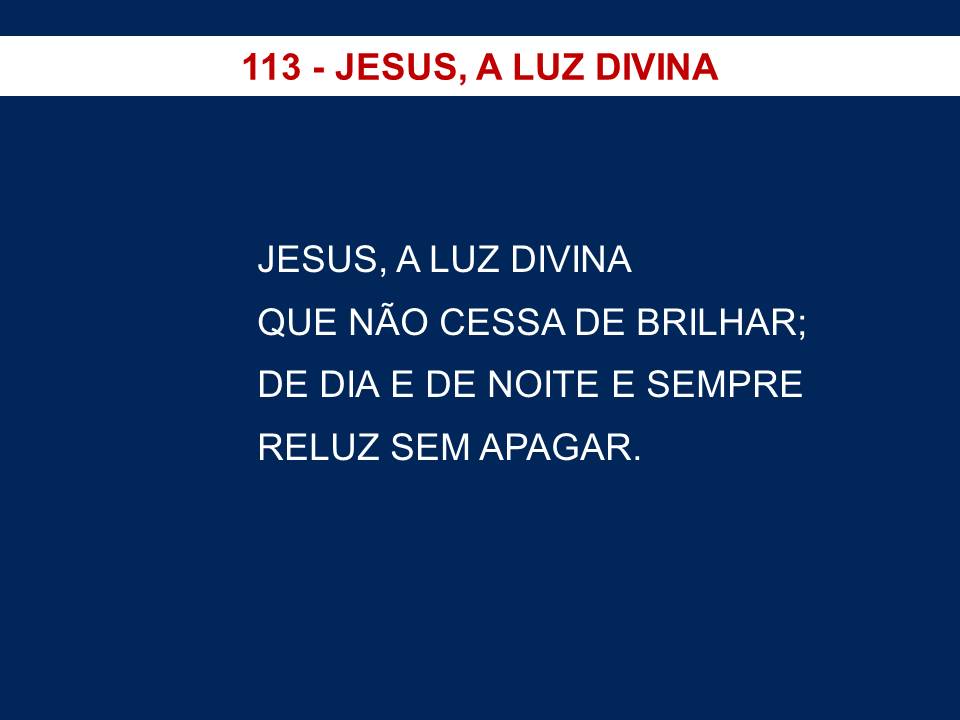 113 - JESUS, A LUZ DIVINA
JESUS, A LUZ DIVINA
QUE NÃO CESSA DE BRILHAR;
DE DIA E DE NOITE E SEMPRE
RELUZ SEM APAGAR.